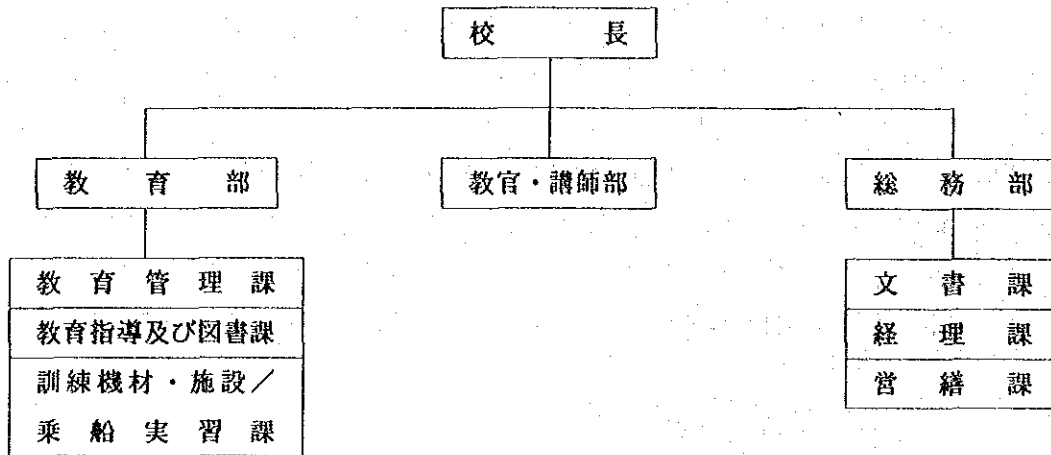 校長
教育部
教官・講師部
総務部
教育管理課
教育指導及び図書課
訓練機材・施設／
乗船実習課
文書課
経理課
営繕課